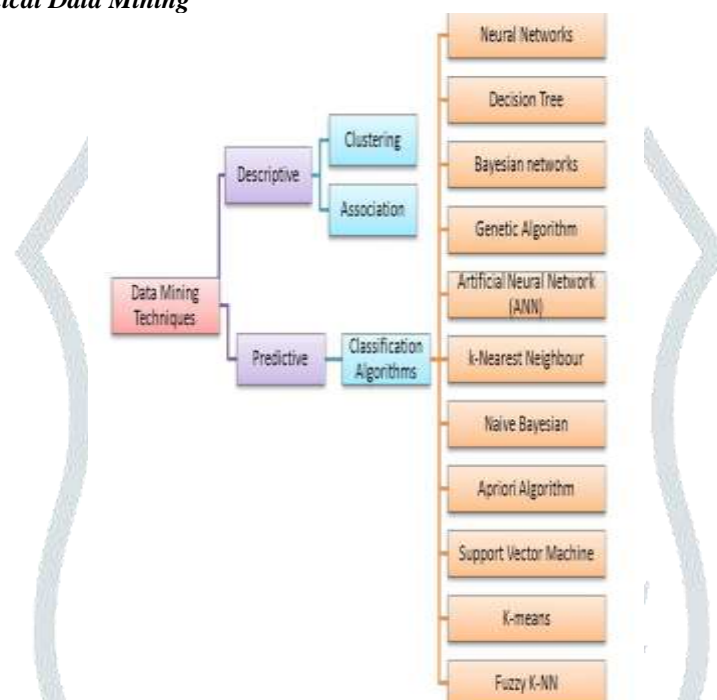 Data Mining
Neural Networks
Decision Tree
Clustering
Bayesian networks
Descriptive
Association
Genetic Algorithm
Data Mining
Techniques
Artificial Neural Network
(ANN)
Predictive
Classification
Algorithms
k-Nearest Neighbour
Naive Bayesian
Apriori Algorithm
Support Vector Machine
K-means
Fuzzy K-NN